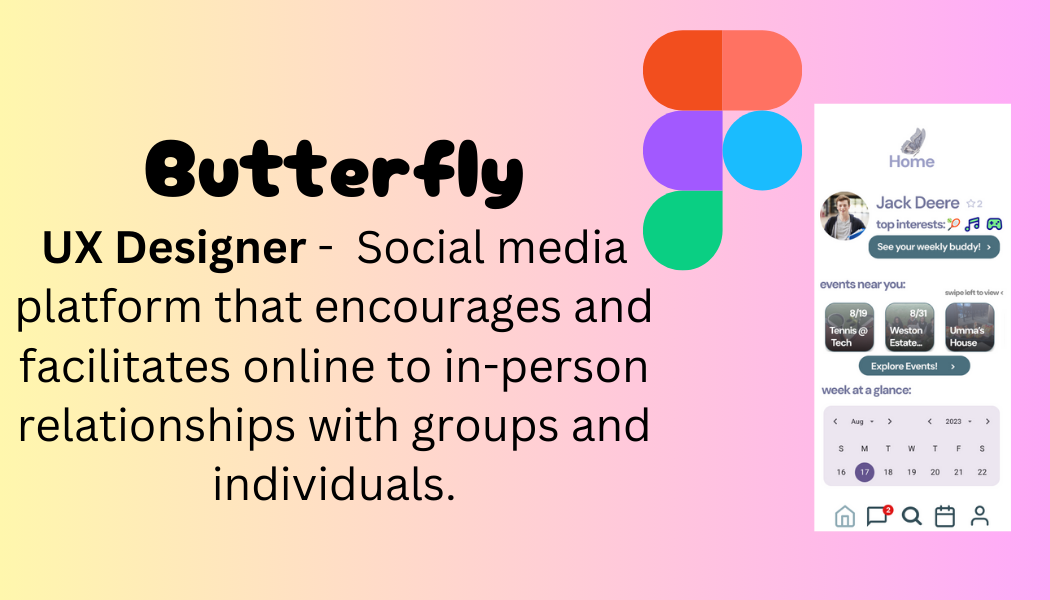 Butterfly
UX Designer -  Social media
platform that encourages and
facilitates online to in-person
relationships with groups and
individuals.
Home
Jack Deere ☆2
top interests:
See your weekly buddy! >
events near you:
swipe left to view <
8/19
Tennis @
Tech
8/31
Weston
Estate...
Umma's
House
Explore Events! >
week at a glance:
< Aug > < 2023 >
S M T W T F S
16 17 18 19 20 21 22
2